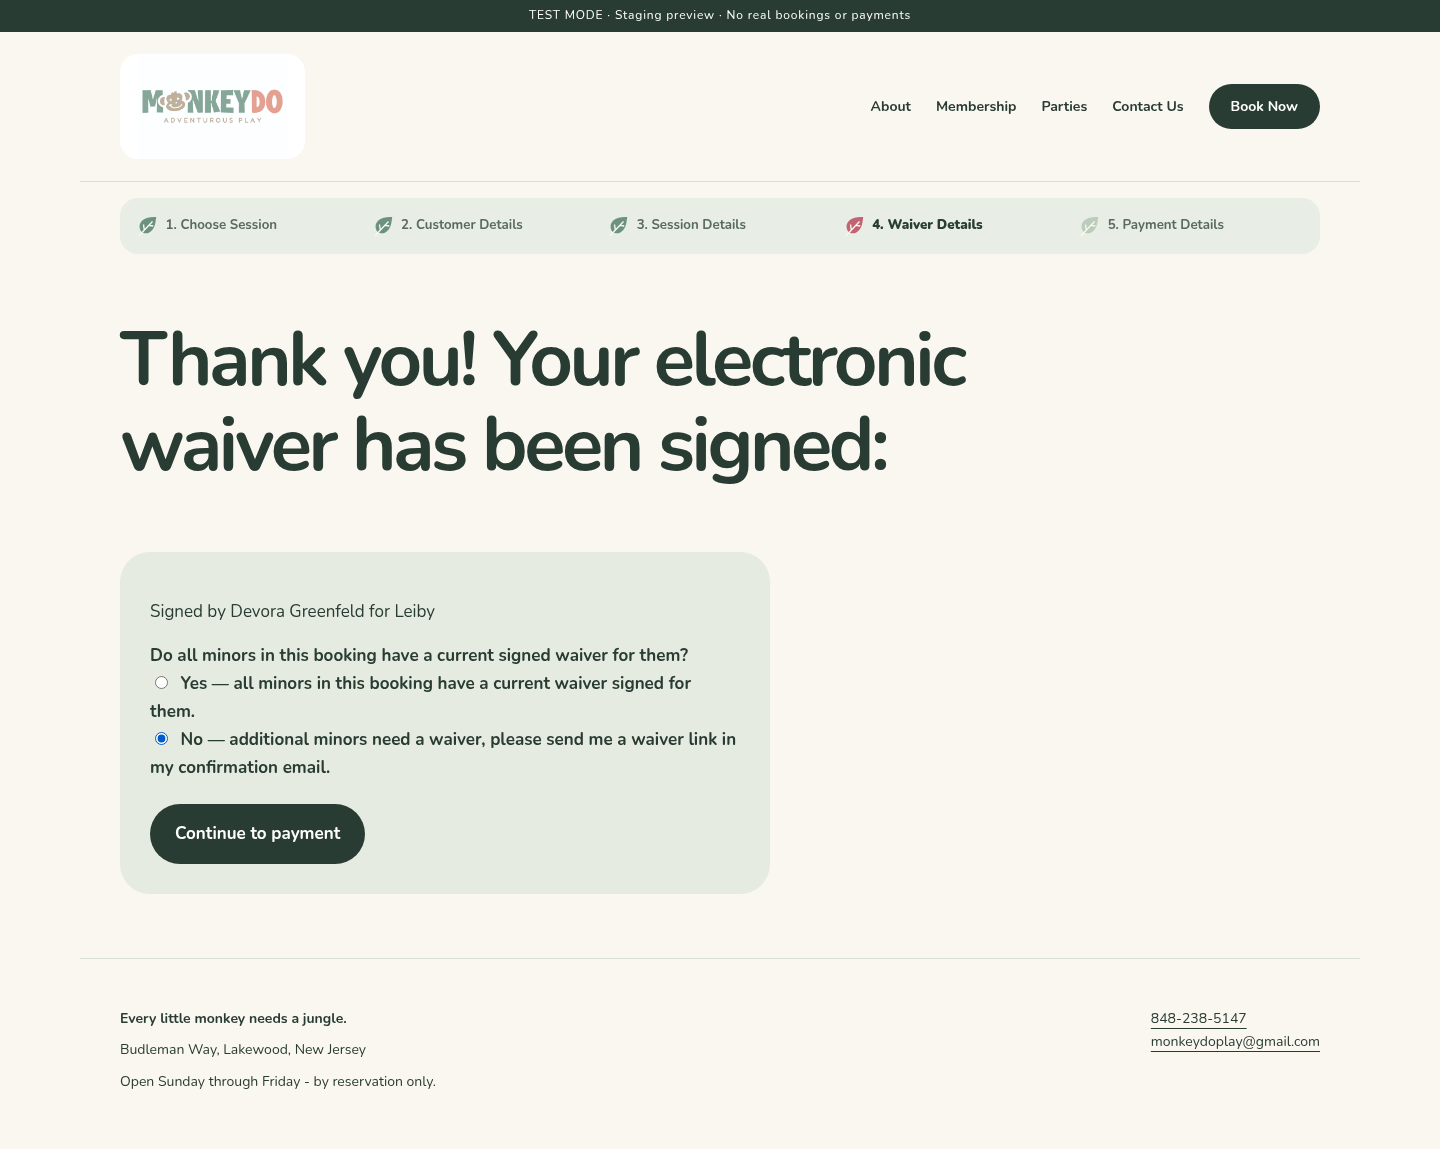 TEST MODE · Staging preview · No real bookings or payments
MONKEYDO
ADVENTUROUS PLAY
About Membership Parties Contact Us Book Now
1. Choose Session 2. Customer Details 3. Session Details 4. Waiver Details 5. Payment Details
Thank you! Your electronic
waiver has been signed:
Signed by Devora Greenfeld for Leiby
Do all minors in this booking have a current signed waiver for them?
Yes — all minors in this booking have a current waiver signed for
them.
No — additional minors need a waiver, please send me a waiver link in
my confirmation email.
Continue to payment
Every little monkey needs a jungle.
Budleman Way, Lakewood, New Jersey
Open Sunday through Friday - by reservation only.
848-238-5147
monkeydoplay@gmail.com